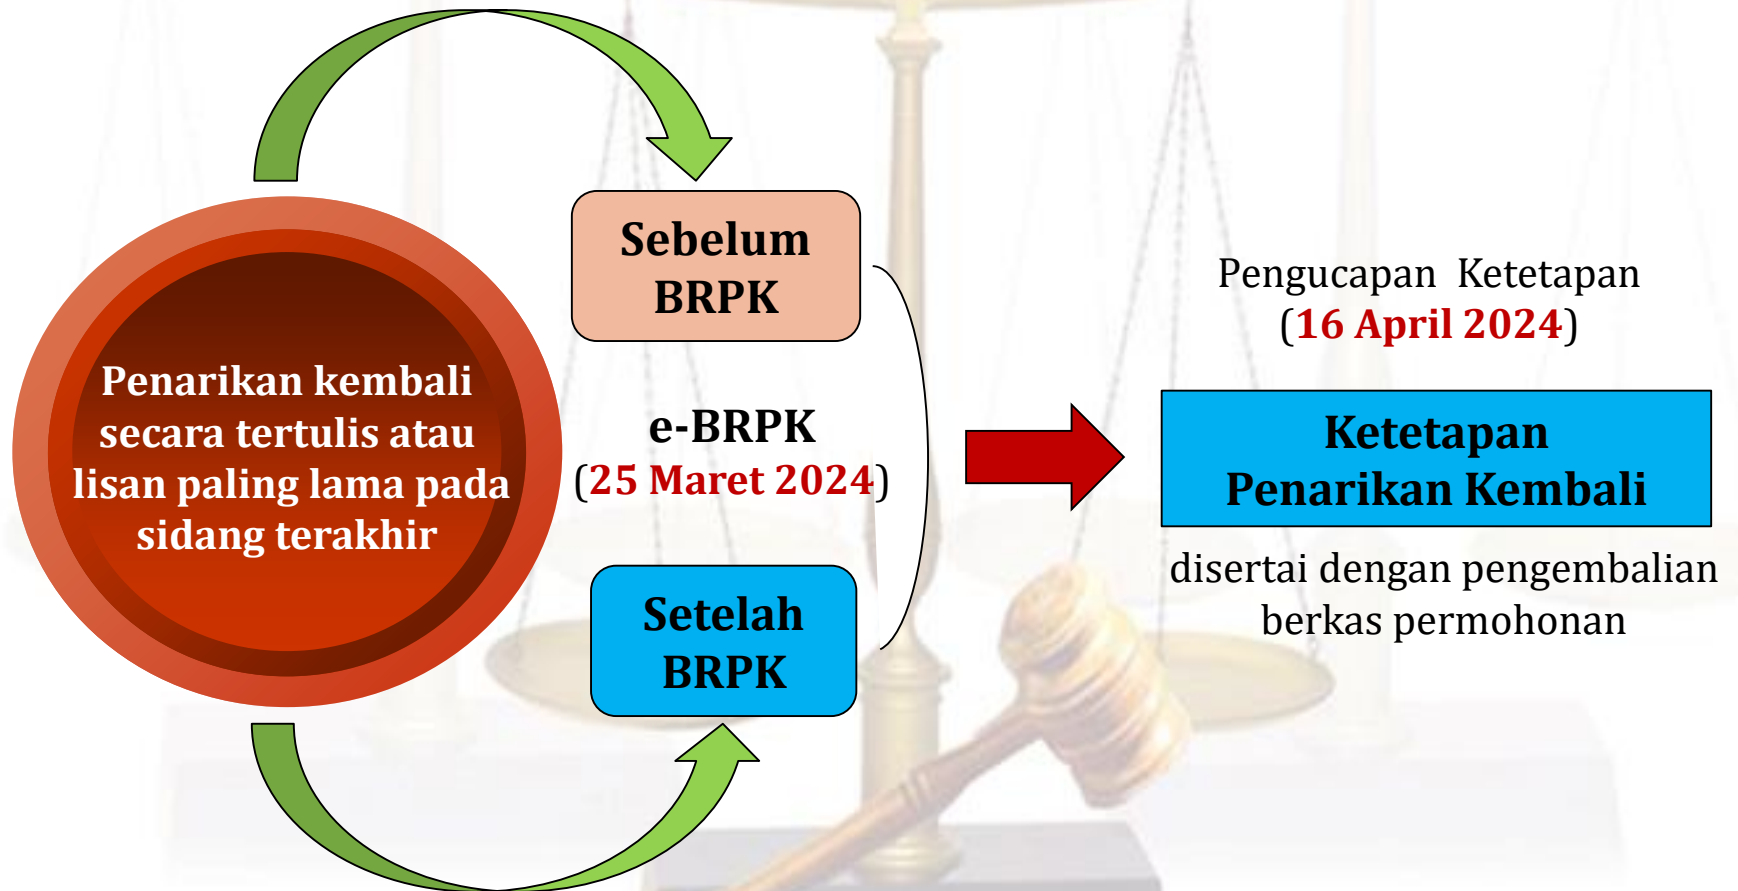 Penarikan kembali
secara tertulis atau
lisan paling lama pada
sidang terakhir
Sebelum
BRPK
e-BRPK
(25 Maret 2024)
Setelah
BRPK
Pengucapan Ketetapan
(16 April 2024)
Ketetapan
Penarikan Kembali
disertai dengan pengembalian
berkas permohonan